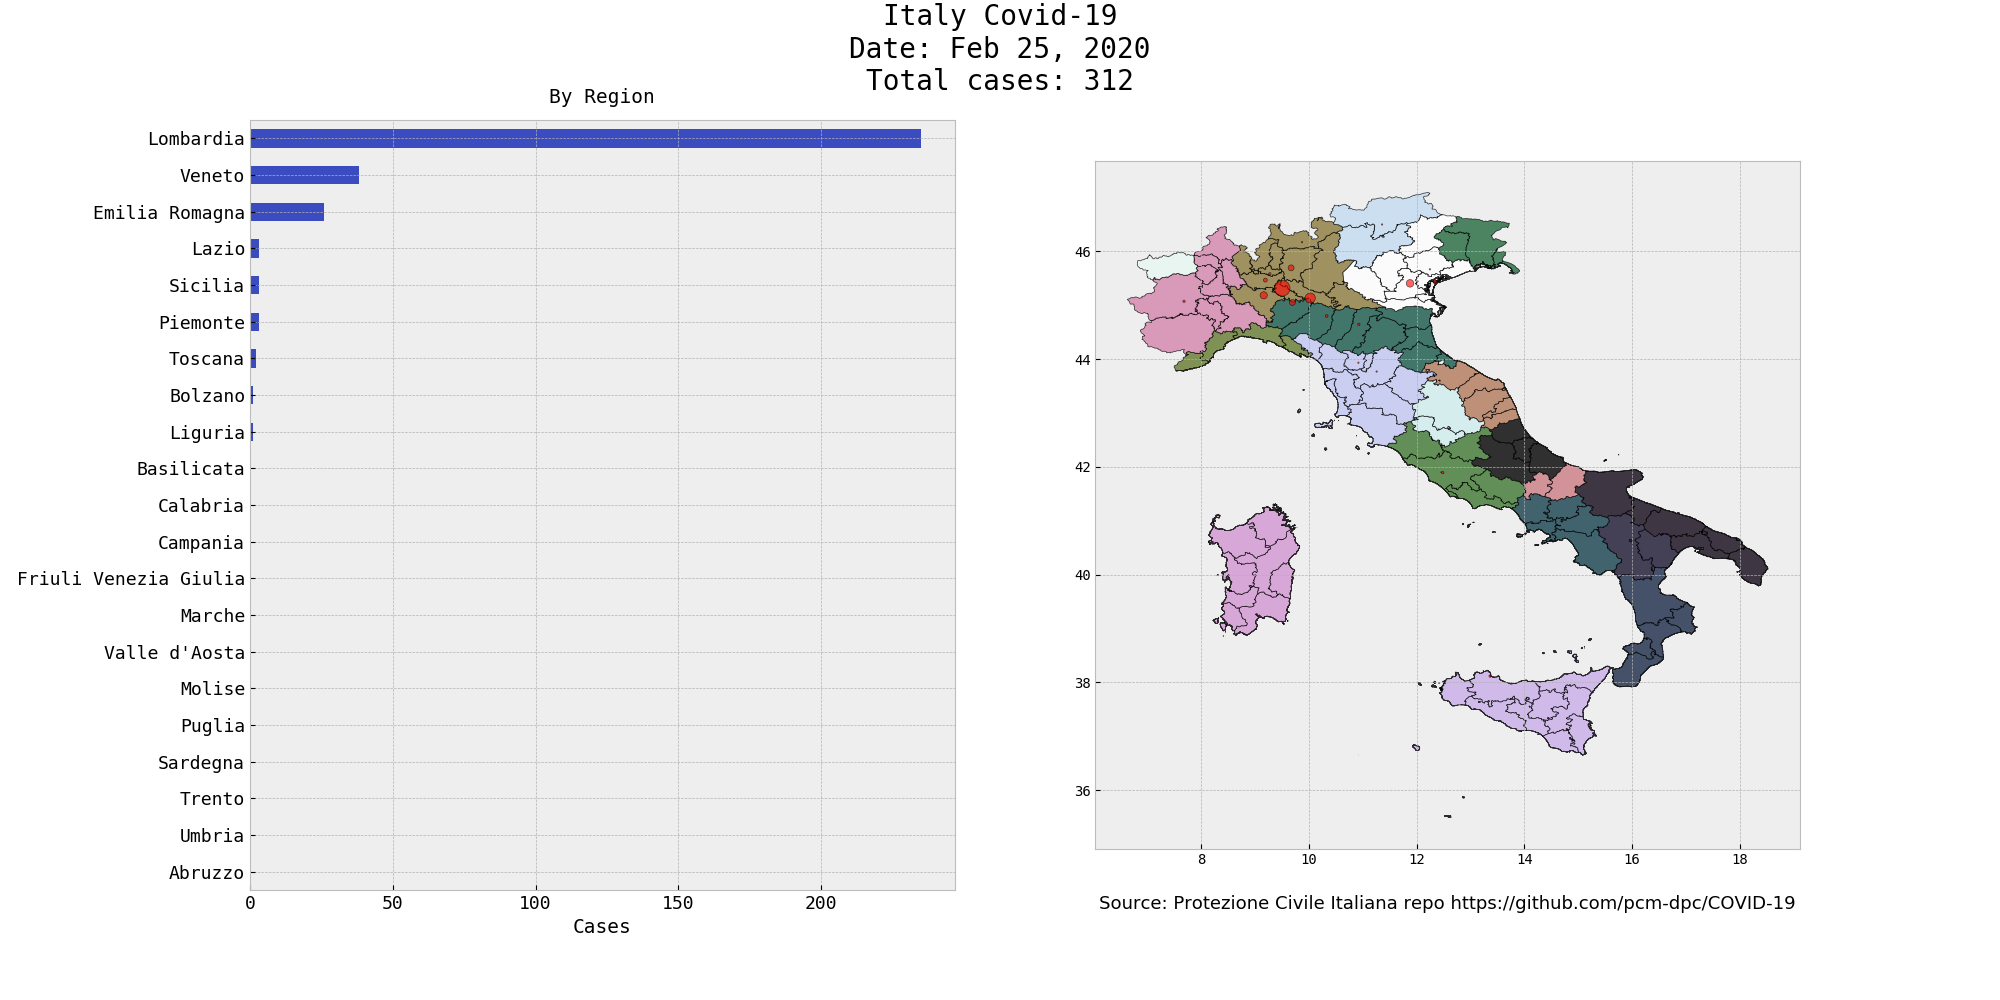 Italy Covid-19
Date: Feb 25, 2020
Total cases: 312
By Region
Lombardia
Veneto
Emilia Romagna
Lazio
Sicilia
Piemonte
Toscana
Bolzano
Liguria
Basilicata
Calabria
Campania
Friuli Venezia Giulia
Marche
Valle d'Aosta
Molise
Puglia
Sardegna
Trento
Umbria
Abruzzo
0 50 100 150 200
Cases
46
44
42
40
38
36
8 10 12 14 16 18
Source: Protezione Civile Italiana repo https://github.com/pcm-dpc/COVID-19